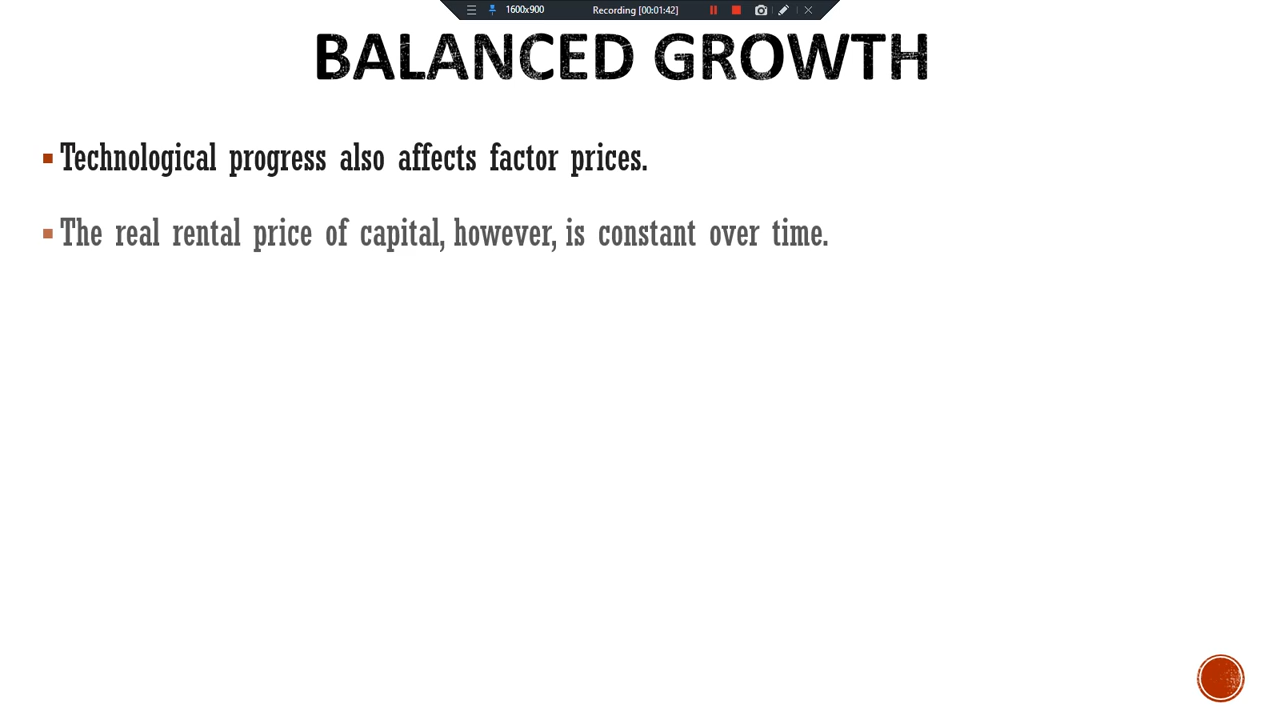 1600x900 Recording [00:01:42]
BALANCED GROWTH
Technological progress also affects factor prices.
The real rental price of capital, however, is constant over time.